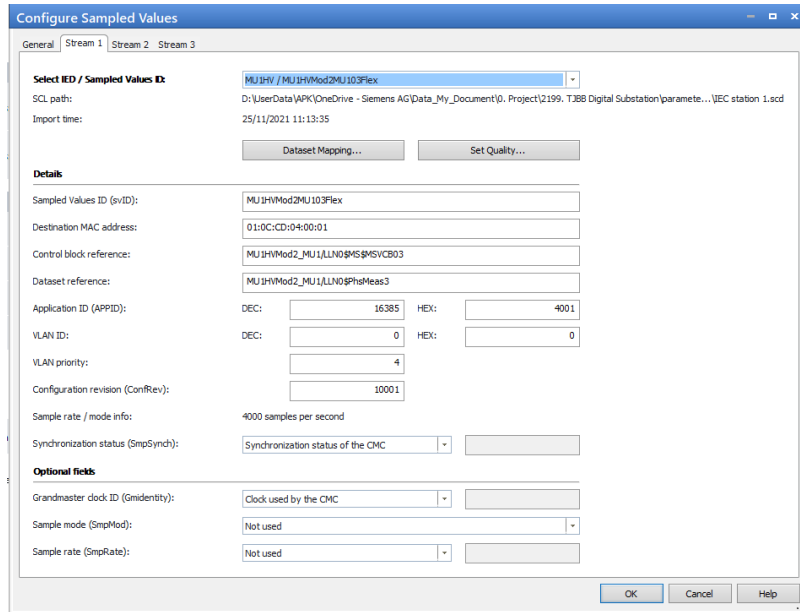 Configure Sampled Values
General Stream 1 Stream 2 Stream 3
Select IED / Sampled Values ID: MU1HV / MU1HVMod2MU103Flex
SCL path: D:\UserData\APK\OneDrive - Siemens AG\Data_My_Document\0. Project\2199. TJBB Digital Substation\paramete...\IEC station 1.scd
Import time: 25/11/2021 11:13:35
Dataset Mapping... Set Quality...
Details
Sampled Values ID (svID): MU1HVMod2MU103Flex
Destination MAC address: 01:0C:CD:04:00:01
Control block reference: MU1HVMod2_MU1/LLN0$MS$MSVCB03
Dataset reference: MU1HVMod2_MU1/LLN0$PhsMeas3
Application ID (APPID): DEC: 16385 HEX: 4001
VLAN ID: DEC: 0 HEX: 0
VLAN priority: 4
Configuration revision (ConfRev): 10001
Sample rate / mode info: 4000 samples per second
Synchronization status (SmpSynch): Synchronization status of the CMC
Optional fields
Grandmaster clock ID (Gmidentity): Clock used by the CMC
Sample mode (SmpMod): Not used
Sample rate (SmpRate): Not used
OK Cancel Help